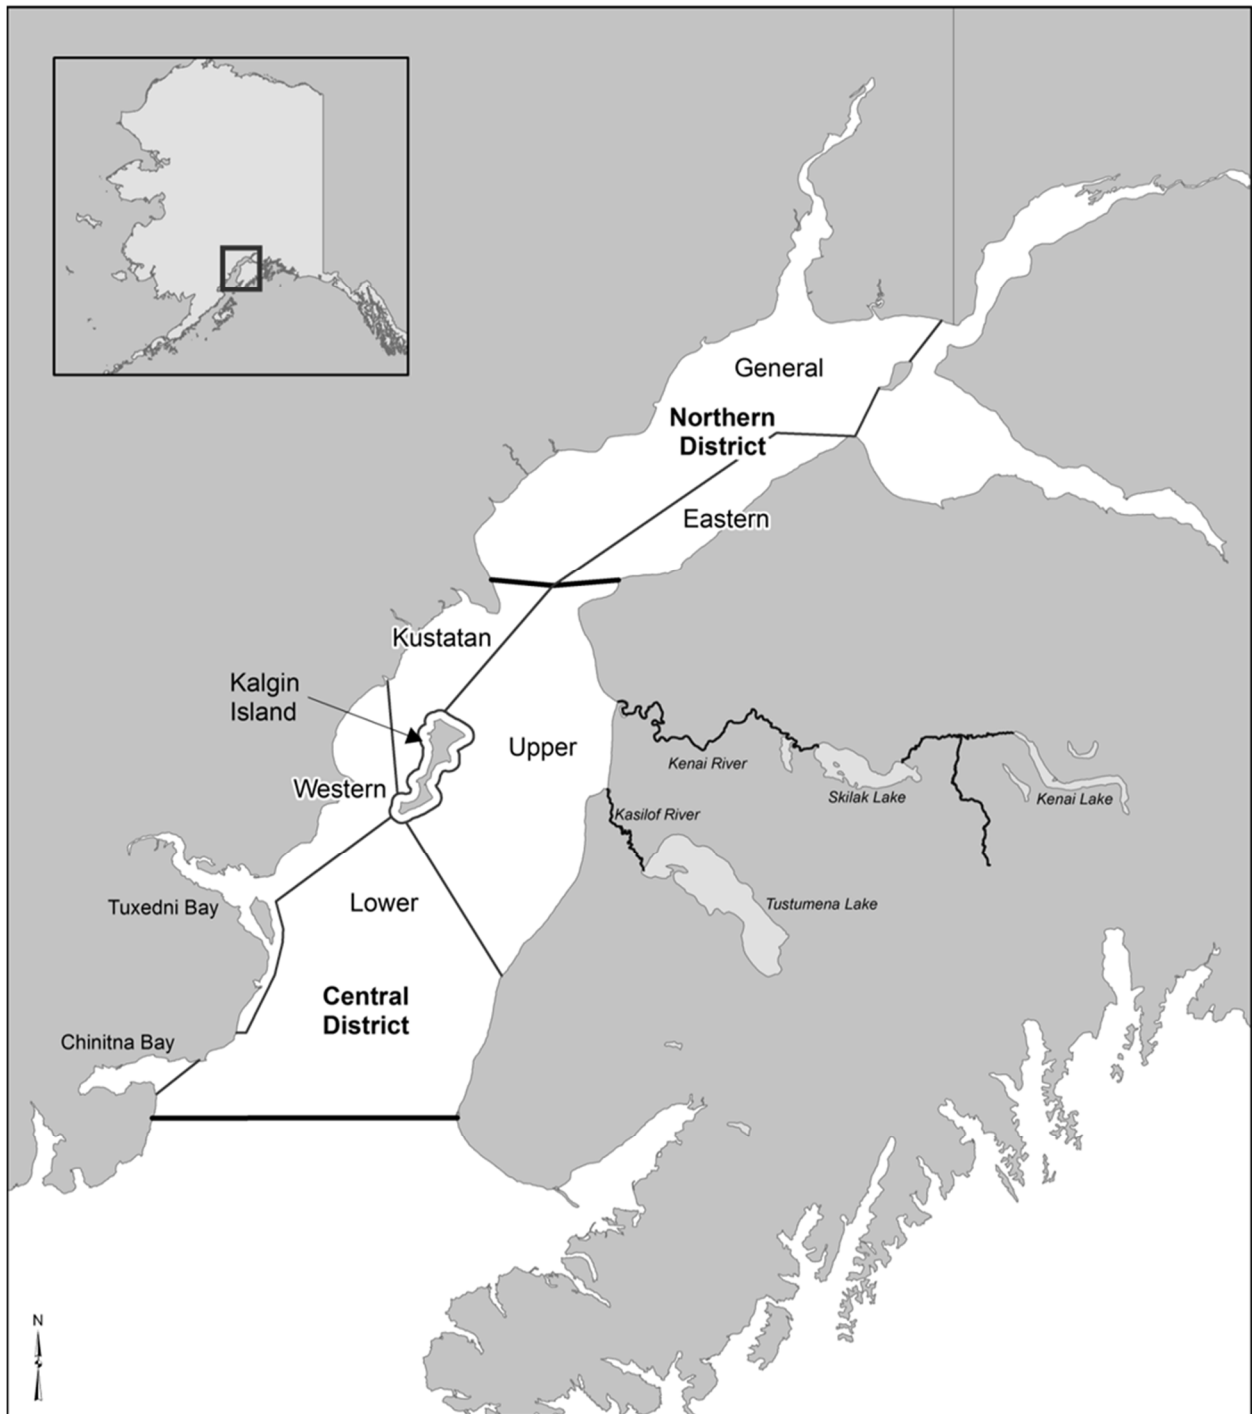 General
Northern
District
Eastern
Kustatan
Kalgin
Island
Upper
Kenai River
Western
Skilak Lake
Kenai Lake
Kasilof River
Lower
Tuxedni Bay
Tustumena Lake
Central
District
Chinitna Bay
N